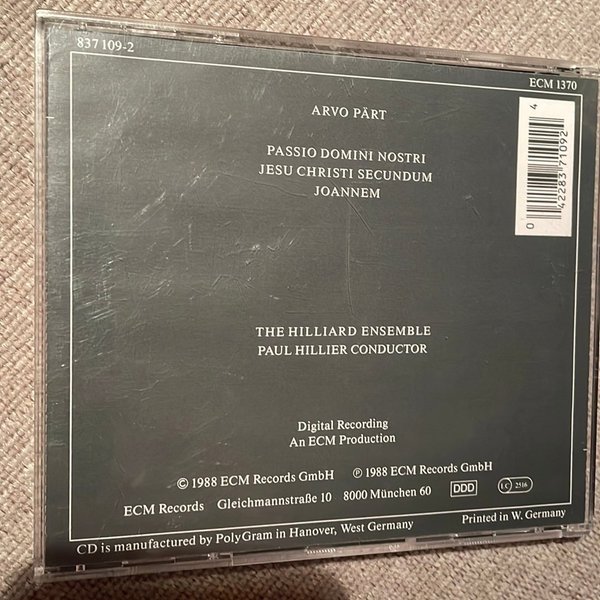 837 109-2
ECM 1370
ARVO PÄRT
PASSIO DOMINI NOSTRI
JESU CHRISTI SECUNDUM
JOANNEM
0 42283 71092 4
THE HILLIARD ENSEMBLE
PAUL HILLIER CONDUCTOR
Digital Recording
An ECM Production
© 1988 ECM Records GmbH ℗ 1988 ECM Records GmbH
ECM Records Gleichmannstraße 10 8000 München 60 DDD LC 2516
CD is manufactured by PolyGram in Hanover, West Germany
Printed in W. Germany